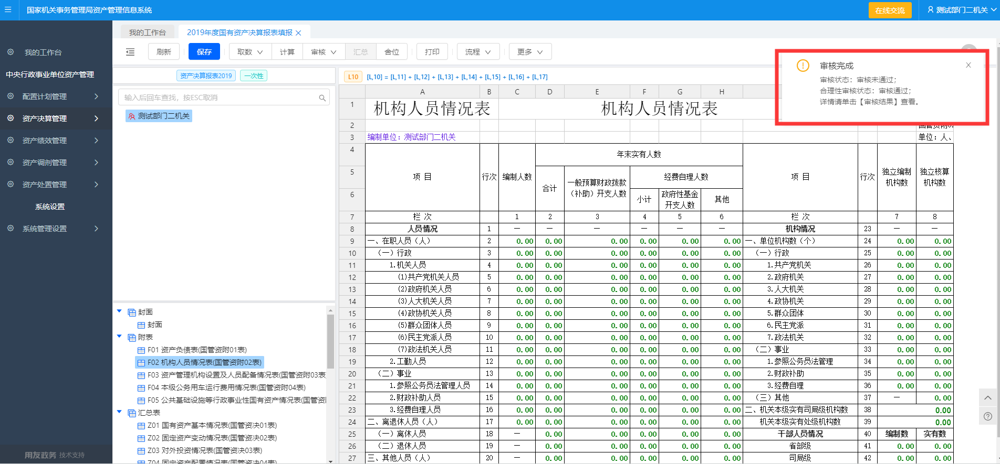 国家机关事务管理局资产管理信息系统
在线交流
测试部门二机关
我的工作台
中央行政事业单位资产管理
配置计划管理
资产决算管理
资产绩效管理
资产调剂管理
资产处置管理
系统设置
系统管理设置
用友政务 技术支持
我的工作台
2019年度国有资产决算报表填报
刷新 保存 取数 计算 审核 汇总 舍位 打印 流程 更多
资产决算报表2019 一次性
输入后回车查找，按ESC取消
测试部门二机关
封面
封面
附表
F01 资产负债表(国管资附01表)
F02 机构人员情况表(国管资附02表)
F03 资产管理机构设置及人员配备情况表(国管资附03表
F04 本级公务用车运行费用情况表(国管资附04表)
F05 公共基础设施等行政事业性国有资产情况表(国管资
汇总表
Z01 国有资产基本情况表(国管资决01表)
Z02 固定资产变动情况表(国管资决02表)
Z03 对外投资情况表(国管资决03表)
Z04 固定资产配置情况表(国管资决04表)
L10 [L,10] = [L,11] + [L,12] + [L,13] + [L,14] + [L,15] + [L,16] + [L,17]
审核完成
审核状态：审核未通过；
合理性审核状态：审核通过；
详情请单击【审核结果】查看。
A B C D E F G H
1 机构人员情况表 机构人员情况表
2
3 编制单位：测试部门二机关 单位：人、
4 年末实有人数
5 项 目 行次 编制人数 经费自理人数 项 目 行次 独立编制机构数 独立核算机构数
合计 一般预算财政拨款（补助）开支人数
6 小计 政府性基金开支人数 其他
7 栏 次 1 2 3 4 5 6 栏 次 7 8
8 人员情况 1 — — — — — — 机构情况 23 — —
9 一、在职人员（人） 2 0.00 0.00 0.00 0.00 0.00 0.00 一、单位机构数（个） 24 0.00 0.00
10 （一）行政 3 0.00 0.00 0.00 0.00 0.00 0.00 （一）行政 25 0.00 0.00
11 1.机关人员 4 0.00 0.00 0.00 0.00 0.00 0.00 1.共产党机关 26 0.00 0.00
12 (1)共产党机关人员 5 0.00 0.00 0.00 0.00 0.00 0.00 2.政府机关 27 0.00 0.00
13 (2)政府机关人员 6 0.00 0.00 0.00 0.00 0.00 0.00 3.人大机关 28 0.00 0.00
14 (3)人大机关人员 7 0.00 0.00 0.00 0.00 0.00 0.00 4.政协机关 29 0.00 0.00
15 (4)政协机关人员 8 0.00 0.00 0.00 0.00 0.00 0.00 5.群众团体 30 0.00 0.00
16 (5)群众团体人员 9 0.00 0.00 0.00 0.00 0.00 0.00 6.民主党派 31 0.00 0.00
17 (6)民主党派人员 10 0.00 0.00 0.00 0.00 0.00 0.00 7.政法机关 32 0.00 0.00
18 (7)政法机关人员 11 0.00 0.00 0.00 0.00 0.00 0.00 （二）事业 33 0.00 0.00
19 2.工勤人员 12 0.00 0.00 0.00 0.00 0.00 0.00 1.参照公务员法管理 34 0.00 0.00
20 （二）事业 13 0.00 0.00 0.00 0.00 0.00 0.00 2.财政补助 35 0.00 0.00
21 1.参照公务员法管理人员 14 0.00 0.00 0.00 0.00 0.00 0.00 3.经费自理 36 0.00 0.00
22 2.财政补助人员 15 0.00 0.00 0.00 0.00 0.00 0.00 （三）其他 37 — 0.00
23 3.经费自理人员 16 0.00 0.00 0.00 0.00 0.00 0.00 二、机关本级实有司局级机构数 38 0.00
24 二、离退休人员（人） 17 0.00 0.00 0.00 0.00 0.00 0.00 机关本级实有处级机构数 39 0.00
25 （一）离休人员 18 — 0.00 0.00 0.00 0.00 0.00 干部人员情况 40 编制数 实有数
26 （二）退休人员 19 — 0.00 0.00 0.00 0.00 0.00 省部级 41 0.00 0.00
27 三、其他人员（人） 20 — 0.00 0.00 0.00 0.00 0.00 司局级 42 0.00 0.00